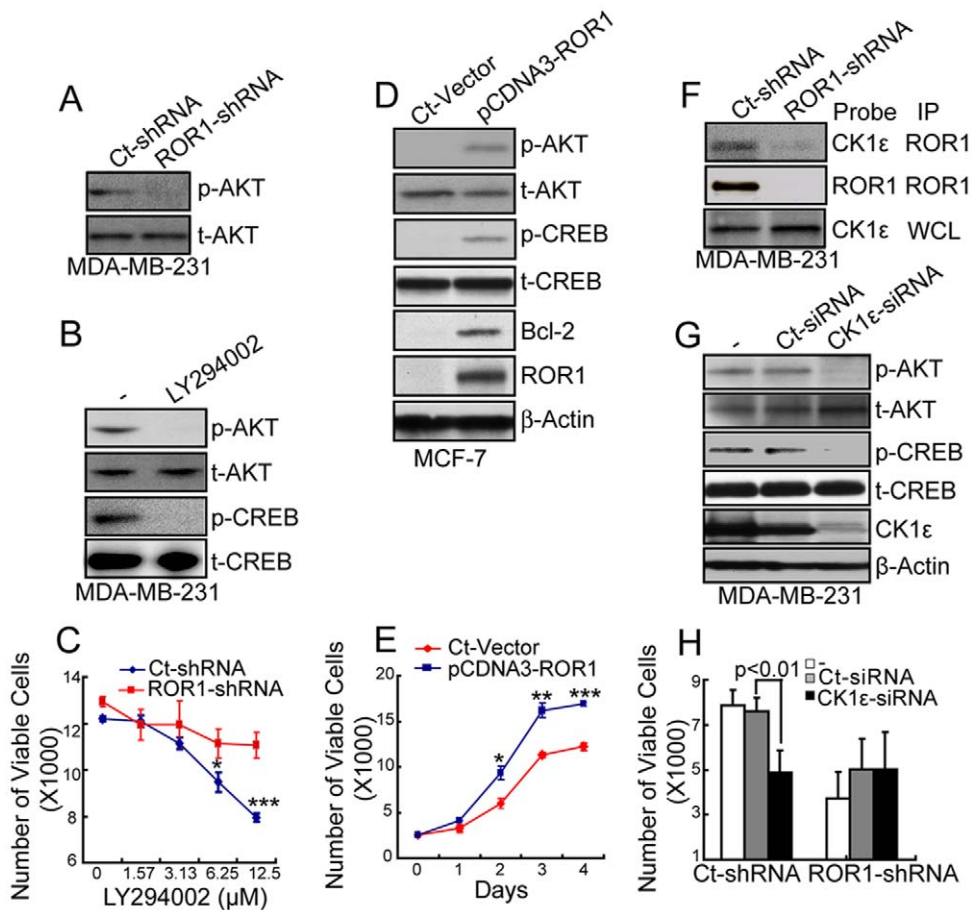 A
Ct-shRNA
ROR1-shRNA
p-AKT
t-AKT
MDA-MB-231
B
-
LY294002
p-AKT
t-AKT
p-CREB
t-CREB
MDA-MB-231
C
Ct-shRNA
ROR1-shRNA
Number of Viable Cells
(X1000)
14
12
10
8
6
*
***
0 1.57 3.13 6.25 12.5
LY294002 (μM)
D
Ct-Vector
pCDNA3-ROR1
p-AKT
t-AKT
p-CREB
t-CREB
Bcl-2
ROR1
β-Actin
MCF-7
E
Ct-Vector
pCDNA3-ROR1
Number of Viable Cells
(X1000)
20
15
10
5
0
*
**
***
0 1 2 3 4
Days
F
Ct-shRNA
ROR1-shRNA
Probe IP
CK1ε ROR1
ROR1 ROR1
CK1ε WCL
MDA-MB-231
G
-
Ct-siRNA
CK1ε-siRNA
p-AKT
t-AKT
p-CREB
t-CREB
CK1ε
β-Actin
MDA-MB-231
H
-
Ct-siRNA
CK1ε-siRNA
p<0.01
Number of Viable Cells
(X1000)
9
7
5
3
1
Ct-shRNA ROR1-shRNA